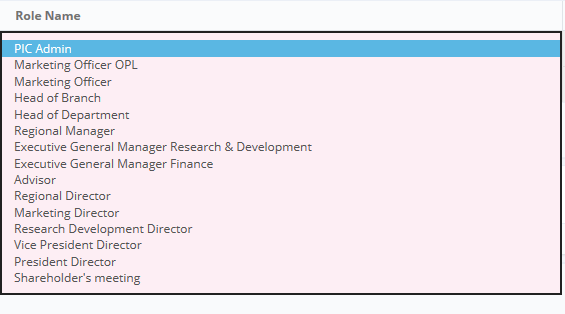 Role Name
PIC Admin
Marketing Officer OPL
Marketing Officer
Head of Branch
Head of Department
Regional Manager
Executive General Manager Research & Development
Executive General Manager Finance
Advisor
Regional Director
Marketing Director
Research Development Director
Vice President Director
President Director
Shareholder's meeting